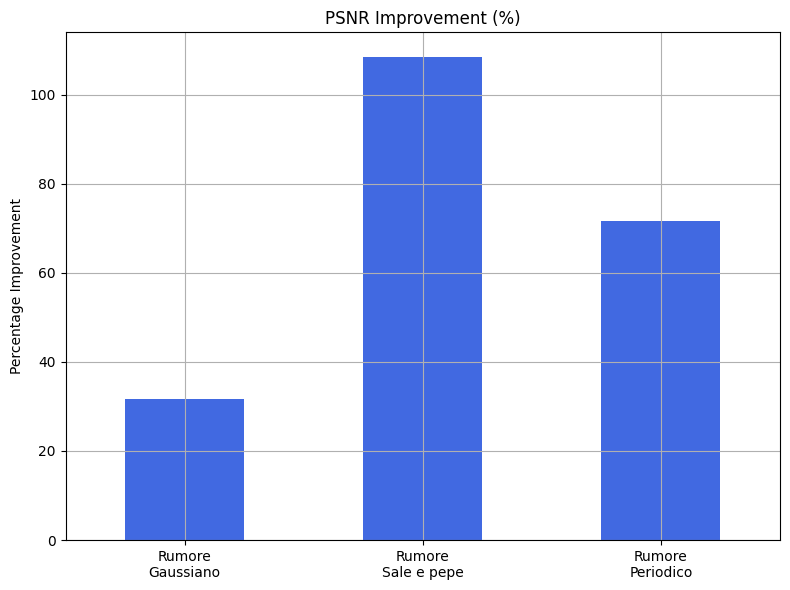 PSNR Improvement (%)
Percentage Improvement
100
80
60
40
20
0
Rumore
Gaussiano
Rumore
Sale e pepe
Rumore
Periodico